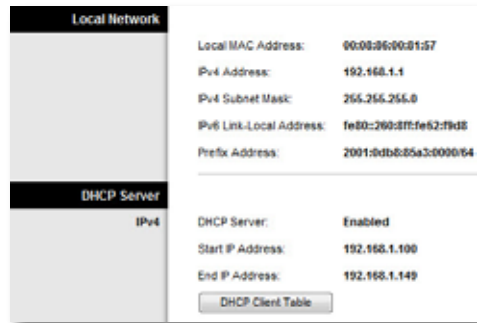 Local Network
Local MAC Address: 00:08:86:00:81:57
IPv4 Address: 192.168.1.1
IPv4 Subnet Mask: 255.255.255.0
IPv6 Link-Local Address: fe80::260:8ff:fe52:f9d8
Prefix Address: 2001:0db8:85a3:0000/64
DHCP Server
IPv4 DHCP Server: Enabled
Start IP Address: 192.168.1.100
End IP Address: 192.168.1.149
DHCP Client Table